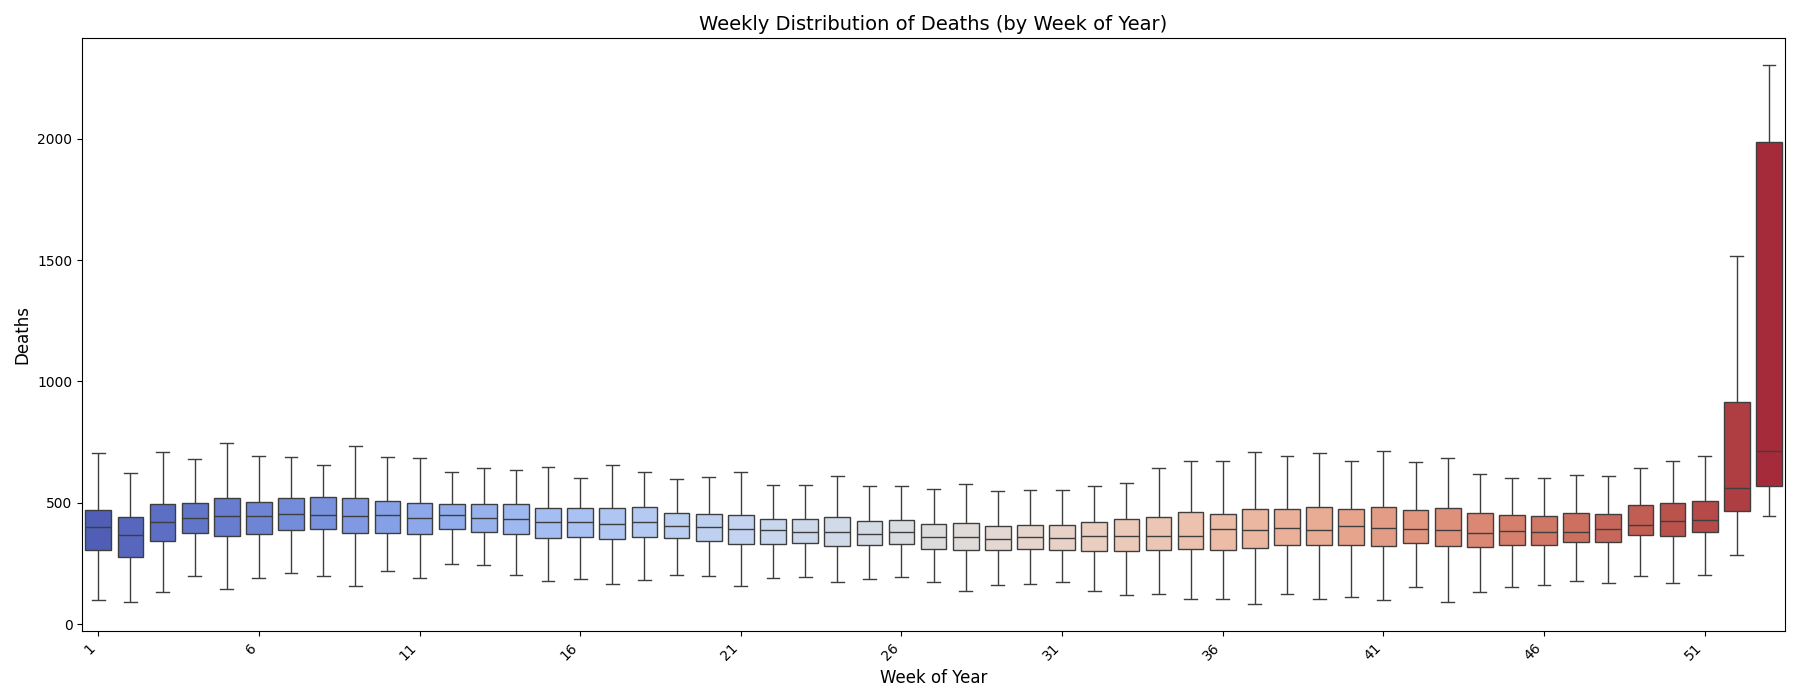 Weekly Distribution of Deaths (by Week of Year)
Deaths
2000
1500
1000
500
0
1 6 11 16 21 26 31 36 41 46 51
Week of Year